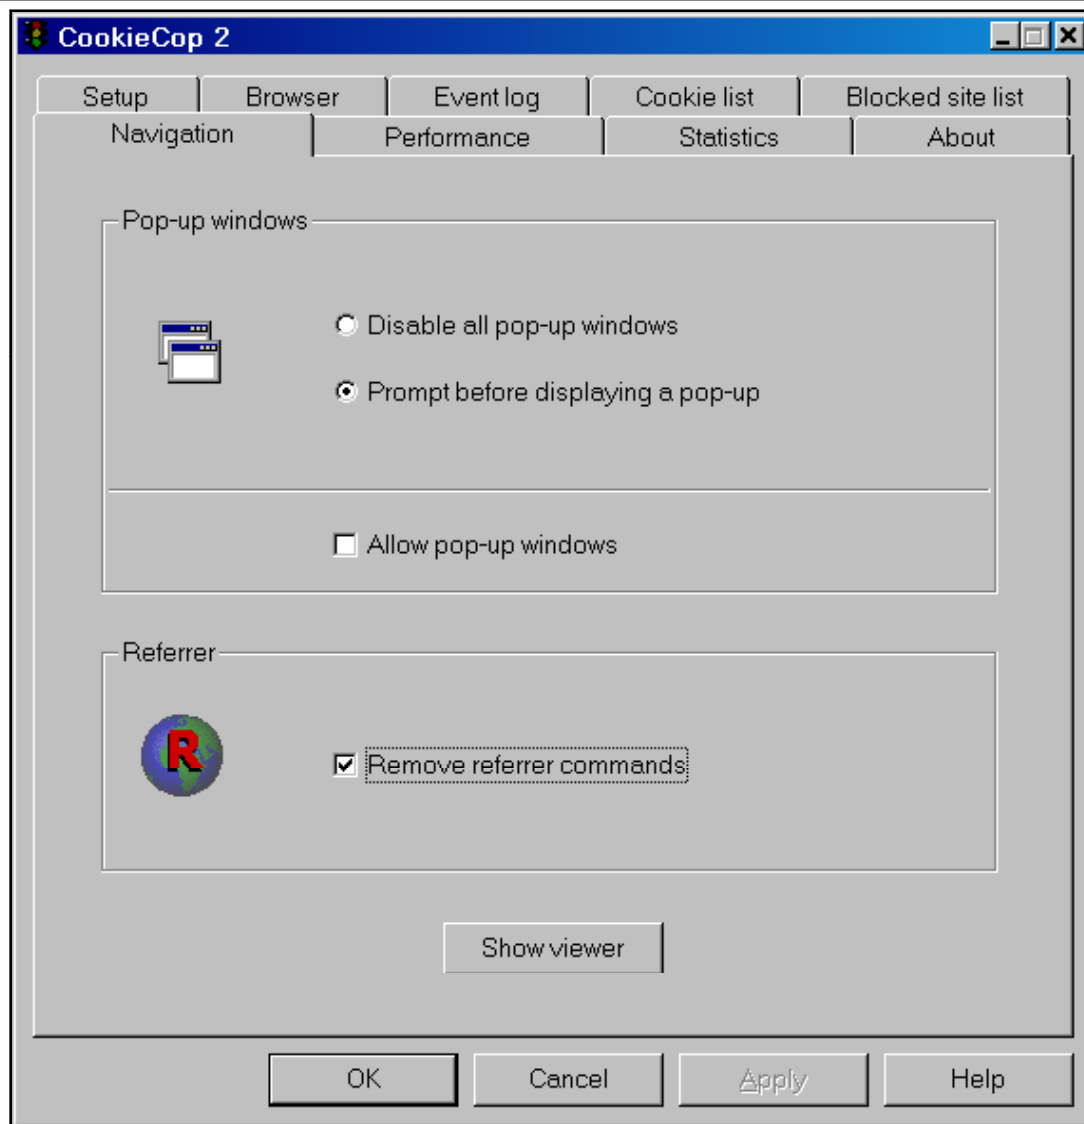 CookieCop 2
Setup Browser Event log Cookie list Blocked site list
Navigation Performance Statistics About
Pop-up windows
Disable all pop-up windows
Prompt before displaying a pop-up
Allow pop-up windows
Referrer
R
Remove referrer commands
Show viewer
OK Cancel Apply Help